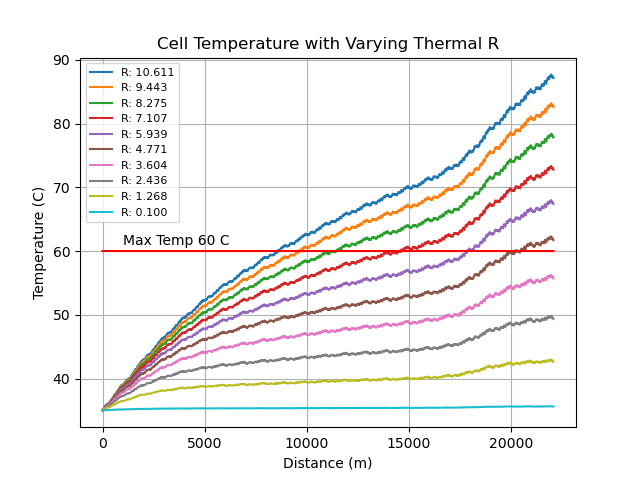 Cell Temperature with Varying Thermal R
90
80
70
60
50
40
Temperature (C)
R: 10.611
R: 9.443
R: 8.275
R: 7.107
R: 5.939
R: 4.771
R: 3.604
R: 2.436
R: 1.268
R: 0.100
Max Temp 60 C
0 5000 10000 15000 20000
Distance (m)